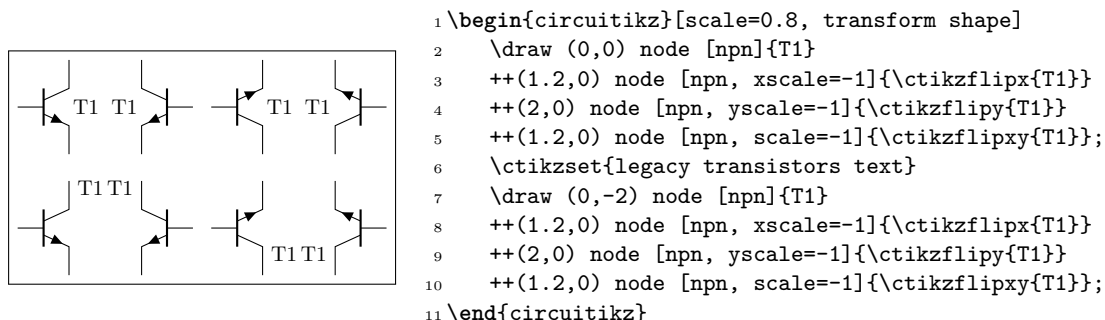 T1 T1 T1 T1
T1 T1
T1 T1
1 \begin{circuitikz}[scale=0.8, transform shape]
2 \draw (0,0) node [npn]{T1}
3 ++(1.2,0) node [npn, xscale=-1]{\ctikzflipx{T1}}
4 ++(2,0) node [npn, yscale=-1]{\ctikzflipy{T1}}
5 ++(1.2,0) node [npn, scale=-1]{\ctikzflipxy{T1}};
6 \ctikzset{legacy transistors text}
7 \draw (0,-2) node [npn]{T1}
8 ++(1.2,0) node [npn, xscale=-1]{\ctikzflipx{T1}}
9 ++(2,0) node [npn, yscale=-1]{\ctikzflipy{T1}}
10 ++(1.2,0) node [npn, scale=-1]{\ctikzflipxy{T1}};
11 \end{circuitikz}